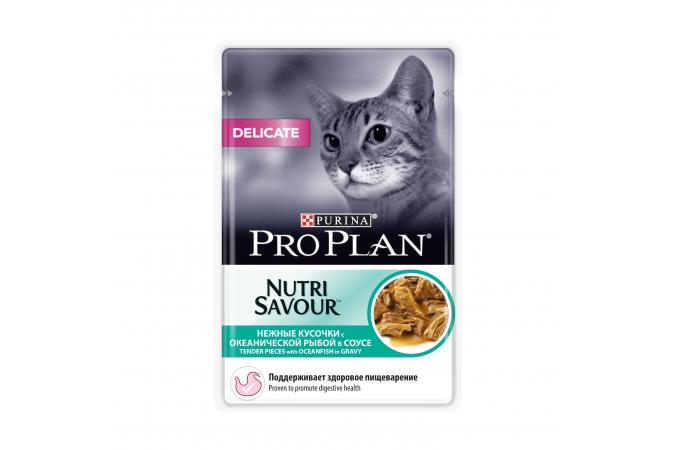 DELICATE
PURINA®
PRO PLAN®
NUTRI
SAVOUR™
НЕЖНЫЕ КУСОЧКИ с
ОКЕАНИЧЕСКОЙ РЫБОЙ в СОУСЕ
TENDER PIECES with OCEANFISH in GRAVY
Поддерживает здоровое пищеварение
Proven to promote digestive health